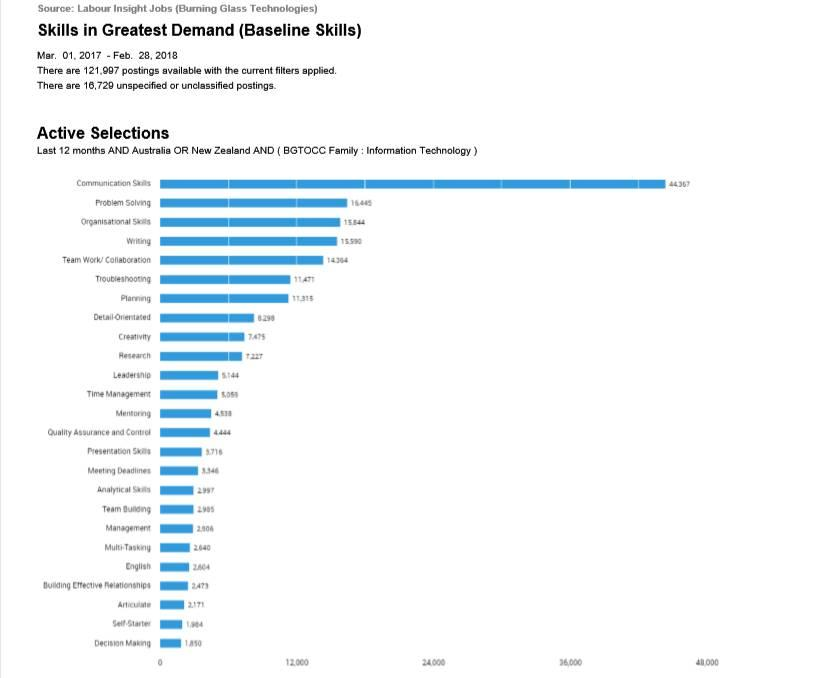 Source: Labour Insight Jobs (Burning Glass Technologies)
Skills in Greatest Demand (Baseline Skills)
Mar. 01, 2017 - Feb. 28, 2018
There are 121,997 postings available with the current filters applied.
There are 16,729 unspecified or unclassified postings.
Active Selections
Last 12 months AND Australia OR New Zealand AND ( BGTOCC Family : Information Technology )
Communication Skills 44,367
Problem Solving 16,445
Organisational Skills 15,844
Writing 15,590
Team Work/ Collaboration 14,364
Troubleshooting 11,471
Planning 11,315
Detail-Orientated 8,298
Creativity 7,475
Research 7,227
Leadership 5,144
Time Management 5,059
Mentoring 4,538
Quality Assurance and Control 4,444
Presentation Skills 3,716
Meeting Deadlines 3,346
Analytical Skills 2,997
Team Building 2,985
Management 2,906
Multi-Tasking 2,640
English 2,604
Building Effective Relationships 2,473
Articulate 2,171
Self-Starter 1,984
Decision Making 1,850
0 12,000 24,000 36,000 48,000